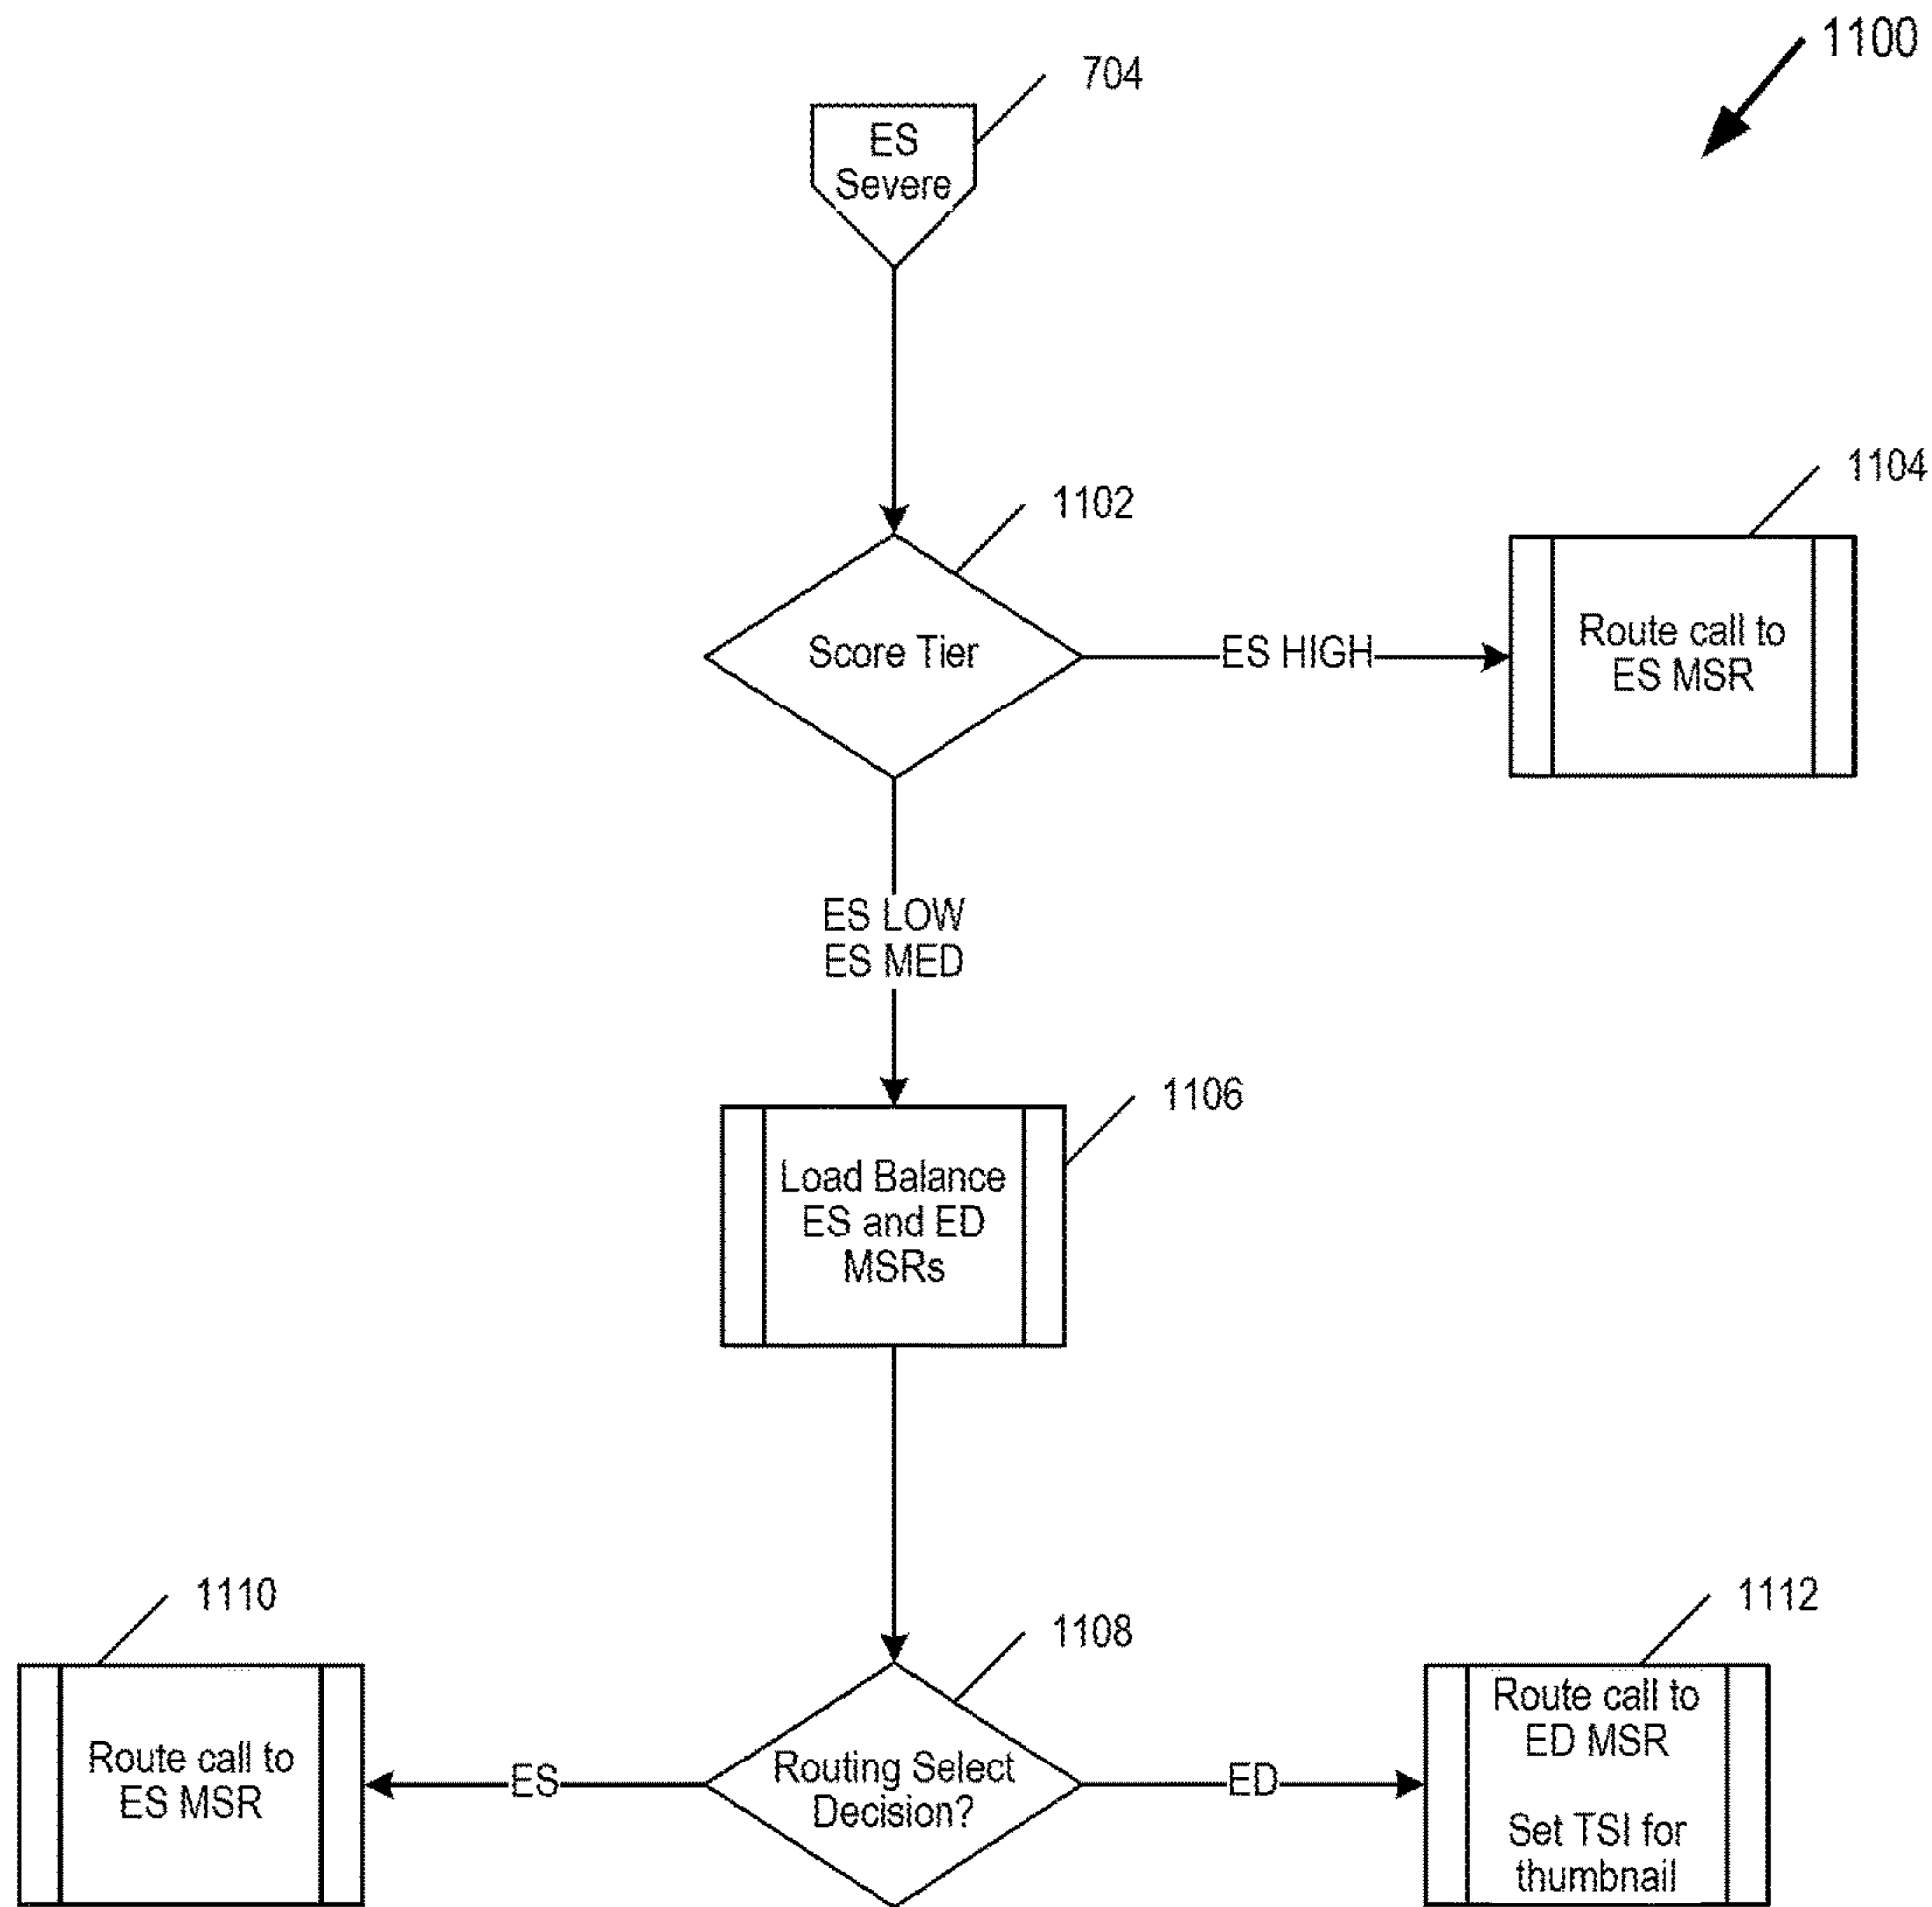 1100
704
ES
Severe
1102
1104
Score Tier
ES HIGH
Route call to
ES MSR
ES LOW
ES MED
1106
Load Balance
ES and ED
MSRs
1110
1108
1112
Route call to
ES MSR
ES
Routing Select
Decision?
ED
Route call to
ED MSR
Set TSI for
thumbnail